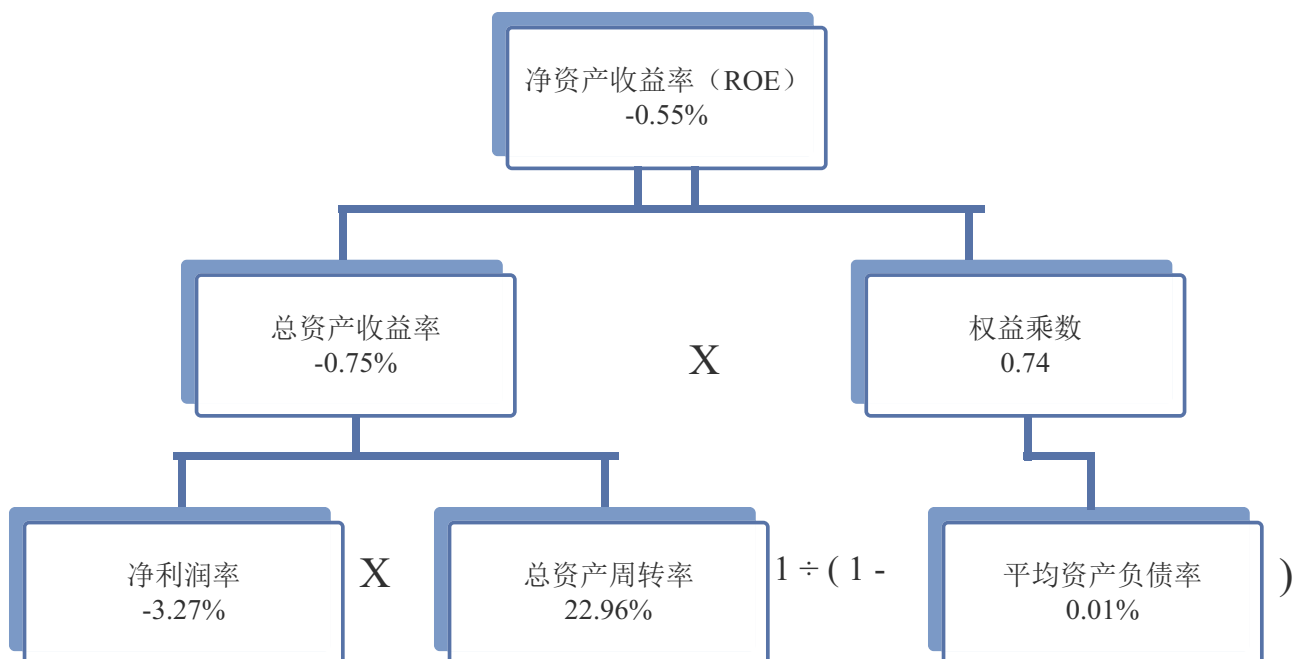 净资产收益率（ROE）
-0.55%
总资产收益率
-0.75%
X
权益乘数
0.74
净利润率
-3.27%
X
总资产周转率
22.96%
1 ÷ ( 1 -
平均资产负债率
0.01%
)